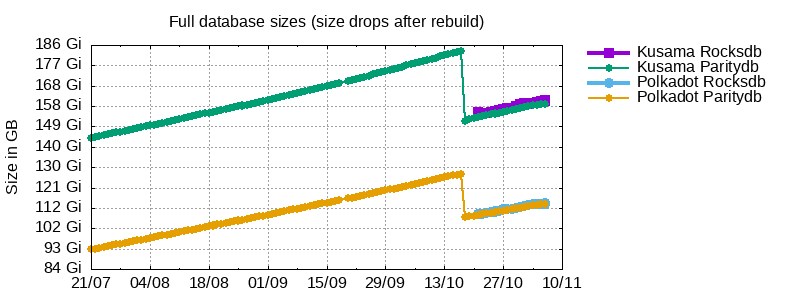 Full database sizes (size drops after rebuild)
Size in GB
186 Gi
177 Gi
168 Gi
158 Gi
149 Gi
140 Gi
130 Gi
121 Gi
112 Gi
102 Gi
93 Gi
84 Gi
21/07 04/08 18/08 01/09 15/09 29/09 13/10 27/10 10/11
Kusama Rocksdb
Kusama Paritydb
Polkadot Rocksdb
Polkadot Paritydb